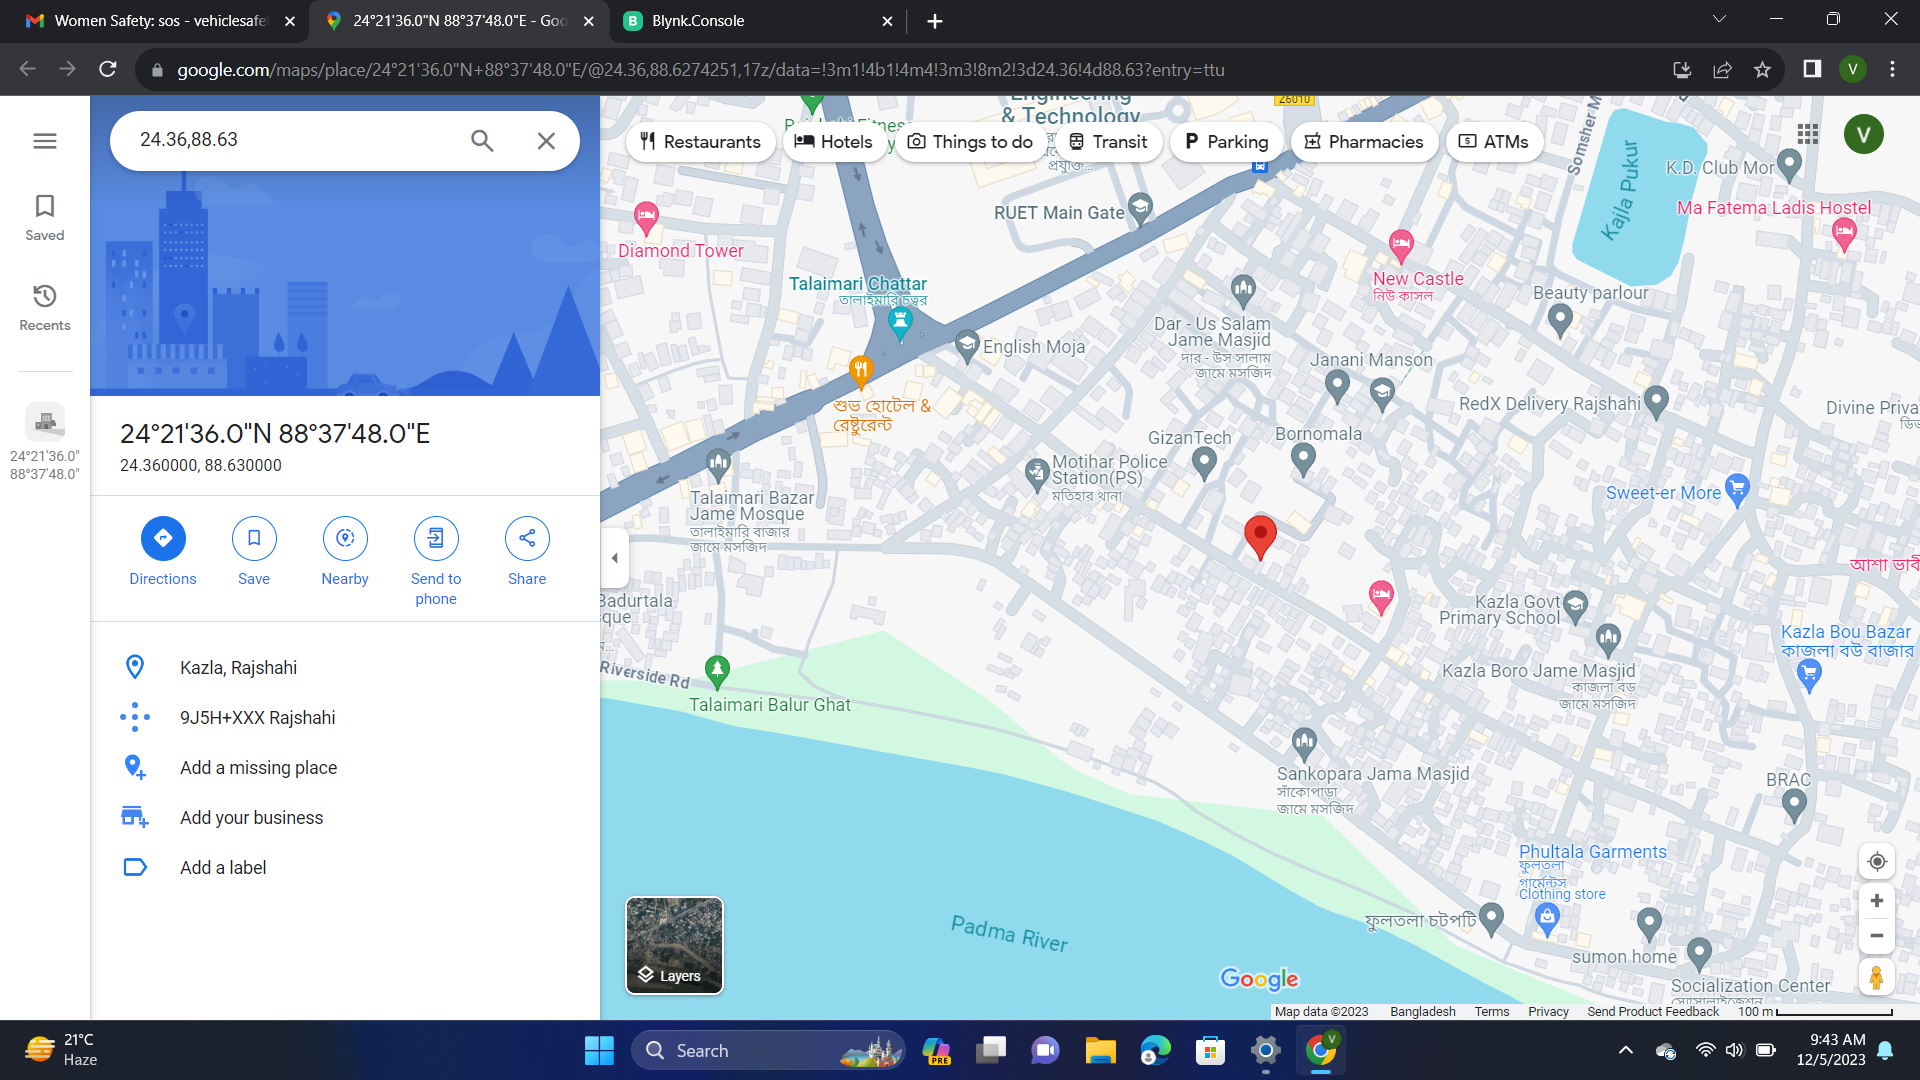 Women Safety: sos - vehiclesafe
24°21'36.0"N 88°37'48.0"E - Goo
Blynk.Console
google.com/maps/place/24°21'36.0"N+88°37'48.0"E/@24.36,88.6274251,17z/data=!3m1!4b1!4m4!3m3!8m2!3d24.36!4d88.63?entry=ttu
V
24.36,88.63
Saved
Recents
24°21'36.0"
88°37'48.0"
24°21'36.0"N 88°37'48.0"E
24.360000, 88.630000
Directions
Save
Nearby
Send to
phone
Share
Kazla, Rajshahi
9J5H+XXX Rajshahi
Add a missing place
Add your business
Add a label
Restaurants
Hotels
Things to do
Transit
Parking
Pharmacies
ATMs
V
Engineering
& Technology
প্রযুক্তি...
Z6010
Somsher M
Kajla Pukur
K.D. Club Mor
Ma Fatema Ladis Hostel
RUET Main Gate
Diamond Tower
Talaimari Chattar
তালাইমারি চত্বর
New Castle
নিউ কাসল
Beauty parlour
Dar - Us Salam
Jame Masjid
দার - উস সালাম
জামে মসজিদ
English Moja
Janani Manson
শুভ হোটেল &
রেষ্টুরেন্ট
RedX Delivery Rajshahi
Divine Priva
ডিভ
GizanTech
Bornomala
Motihar Police
Station(PS)
মতিহার থানা
Sweet-er More
Talaimari Bazar
Jame Mosque
তালাইমারি বাজার
জামে মসজিদ
আশা ভাবী
Badurtala
que
Kazla Govt
Primary School
Kazla Bou Bazar
কাজলা বউ বাজার
Riverside Rd
Talaimari Balur Ghat
Kazla Boro Jame Masjid
কাজলা বড়
জামে মসজিদ
Sankopara Jama Masjid
সাঁকোপাড়া
জামে মসজিদ
BRAC
Phultala Garments
ফুলতলা
গার্মেন্টস
Clothing store
ফুলতলা চটপটি
sumon home
Socialization Center
Padma River
Layers
Google
Map data ©2023
Bangladesh
Terms
Privacy
Send Product Feedback
100 m
21°C
Haze
Search
PRE
V
9:43 AM
12/5/2023